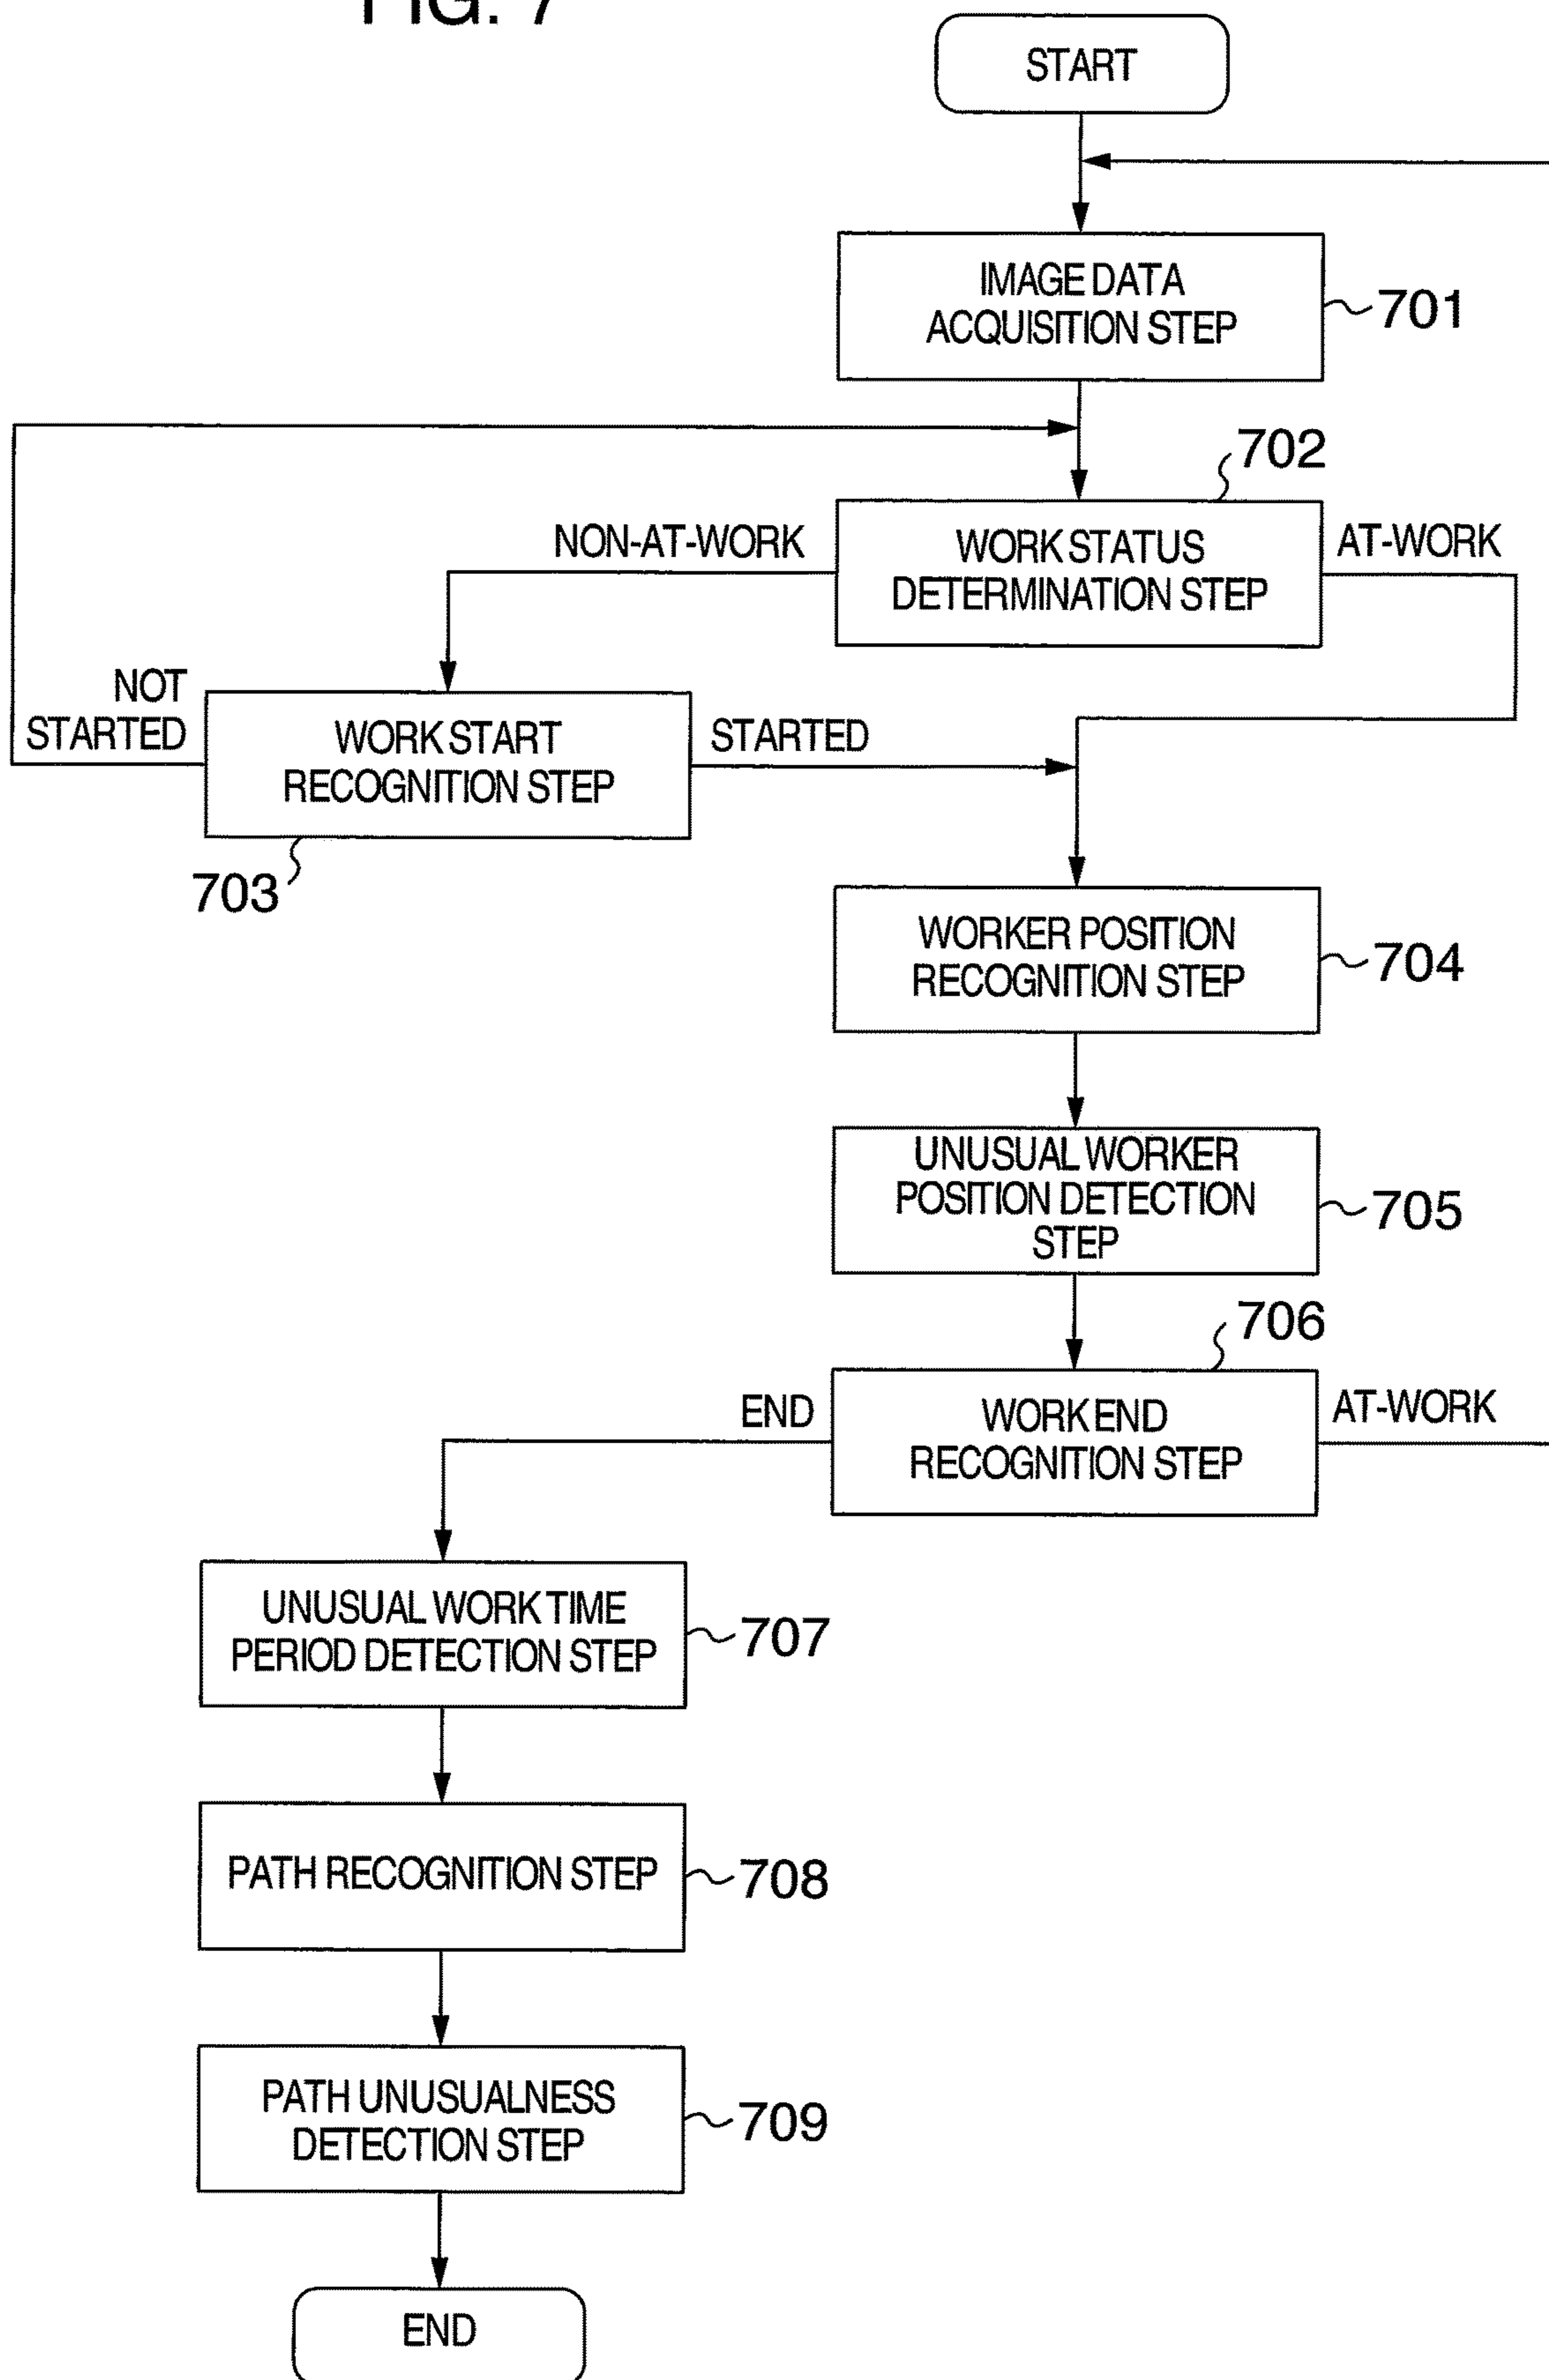 FIG. 7
START
IMAGE DATA
ACQUISITION STEP
701
702
NON-AT-WORK
WORK STATUS
DETERMINATION STEP
AT-WORK
NOT
STARTED
WORK START
RECOGNITION STEP
STARTED
703
WORKER POSITION
RECOGNITION STEP
704
UNUSUAL WORKER
POSITION DETECTION
STEP
705
706
END
WORK END
RECOGNITION STEP
AT-WORK
UNUSUAL WORK TIME
PERIOD DETECTION STEP
707
PATH RECOGNITION STEP
708
PATH UNUSUALNESS
DETECTION STEP
709
END